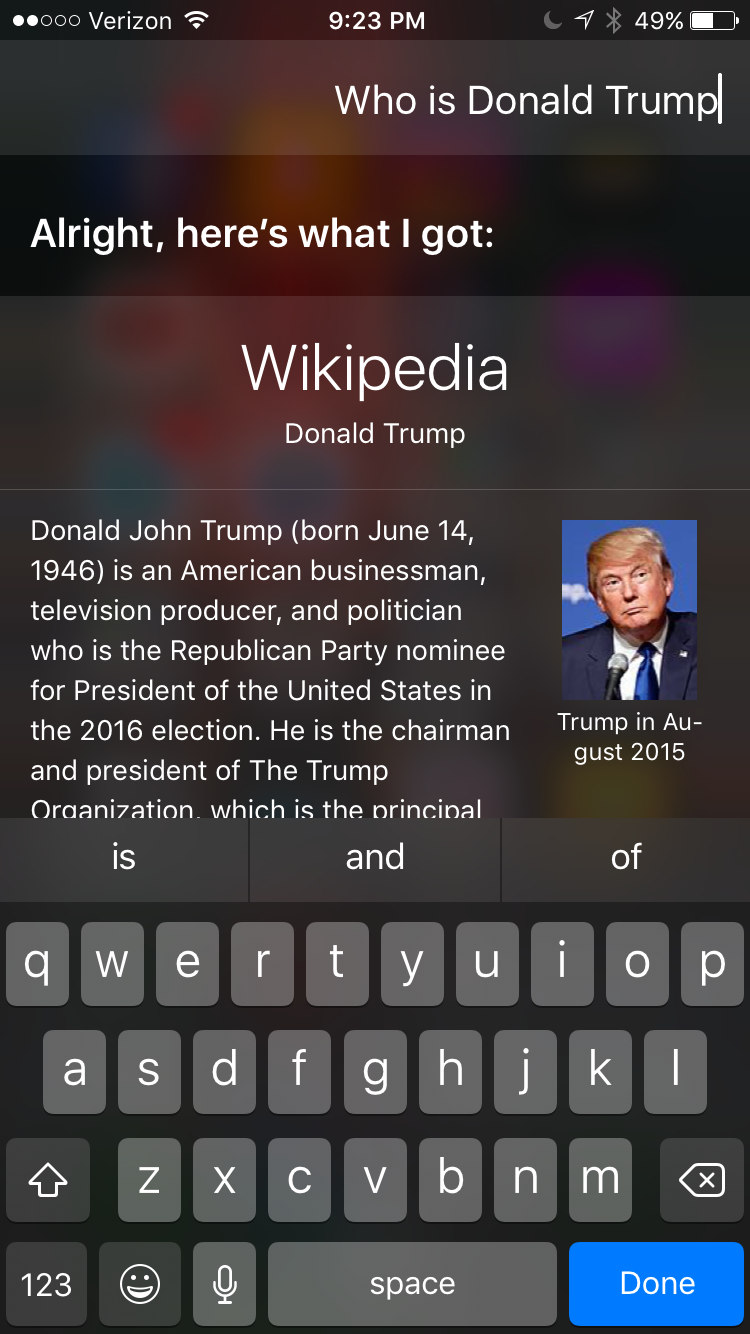 Verizon 9:23 PM 49%
Who is Donald Trump
Alright, here’s what I got:
Wikipedia
Donald Trump
Donald John Trump (born June 14,
1946) is an American businessman,
television producer, and politician
who is the Republican Party nominee
for President of the United States in
the 2016 election. He is the chairman
and president of The Trump
Organization, which is the principal
Trump in Au-
gust 2015
is and of
q w e r t y u i o p
a s d f g h j k l
z x c v b n m
123 space Done